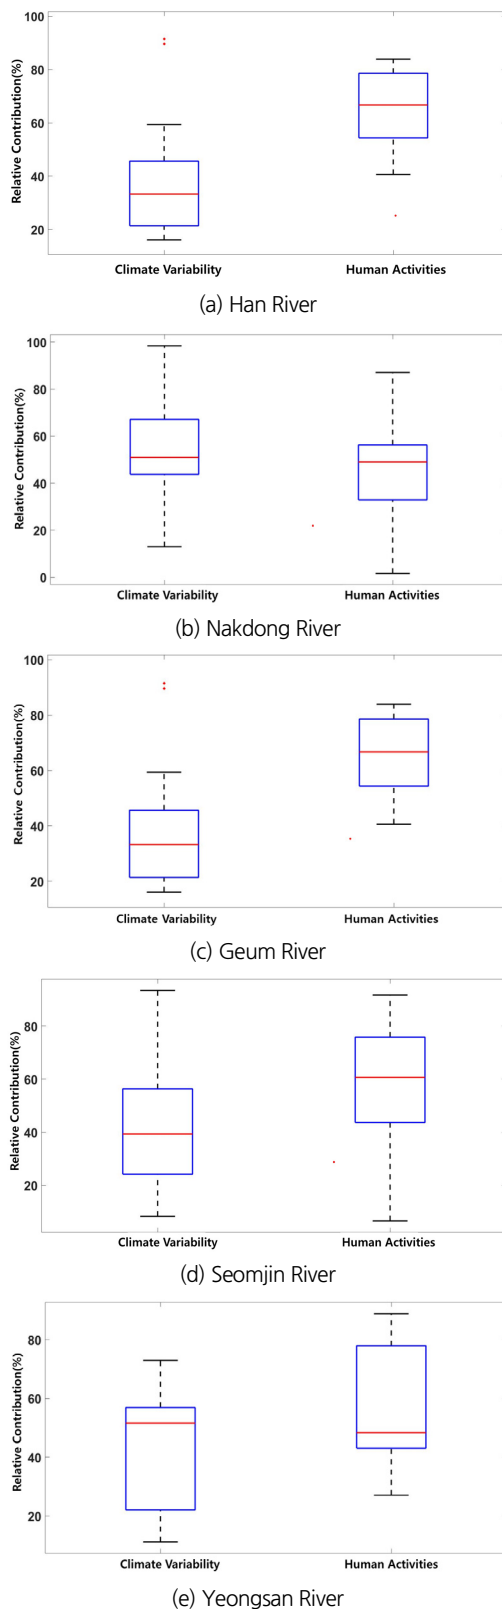 100
80
60
40
20
Relative Contribution(%)
Climate Variability Human Activities
(a) Han River
100
80
60
40
20
0
Relative Contribution(%)
Climate Variability Human Activities
(b) Nakdong River
100
80
60
40
20
Relative Contribution(%)
Climate Variability Human Activities
(c) Geum River
80
60
40
20
Relative Contribution(%)
Climate Variability Human Activities
(d) Seomjin River
80
60
40
20
Relative Contribution(%)
Climate Variability Human Activities
(e) Yeongsan River